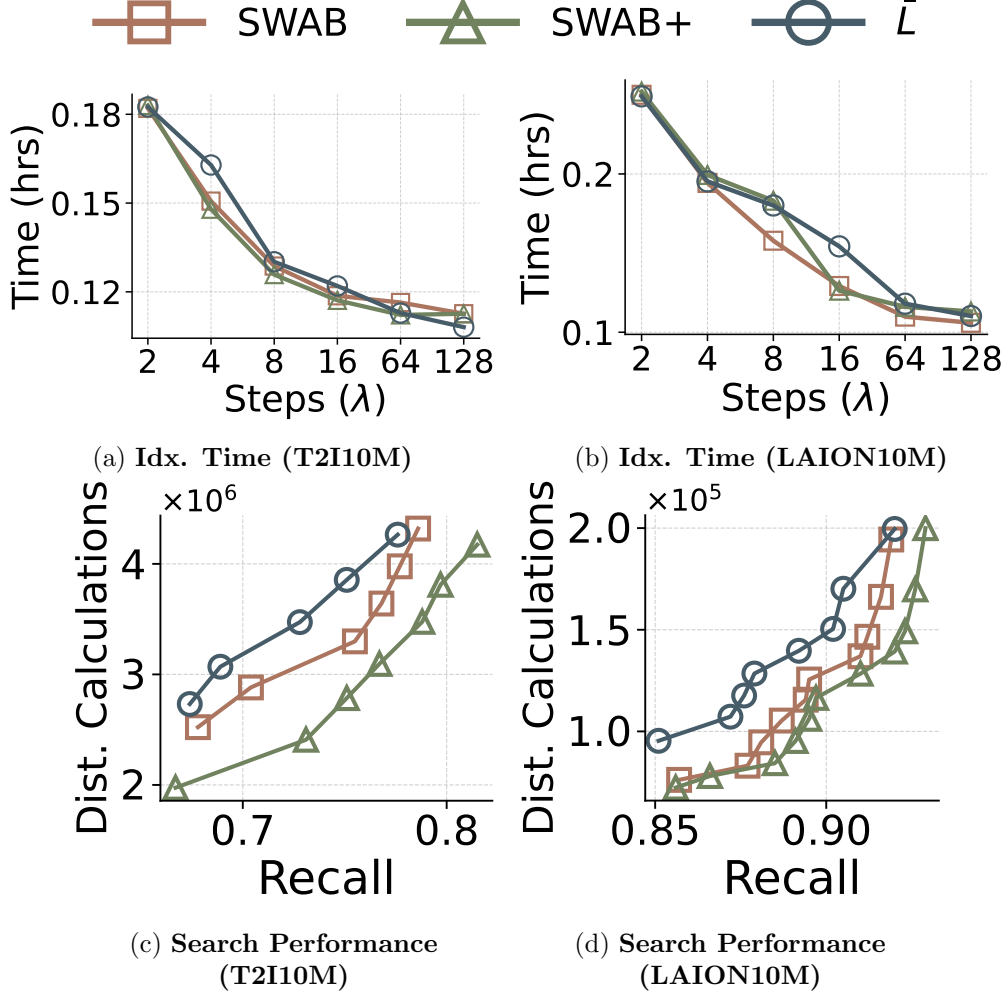 SWAB SWAB+ L̄
Time (hrs)
0.18
0.15
0.12
2 4 8 16 64 128
Steps (λ)
(a) Idx. Time (T2I10M)
Time (hrs)
0.2
0.1
2 4 8 16 64 128
Steps (λ)
(b) Idx. Time (LAION10M)
×10⁶
Dist. Calculations
4
3
2
0.7 0.8
Recall
(c) Search Performance
(T2I10M)
×10⁵
Dist. Calculations
2.0
1.5
1.0
0.85 0.90
Recall
(d) Search Performance
(LAION10M)